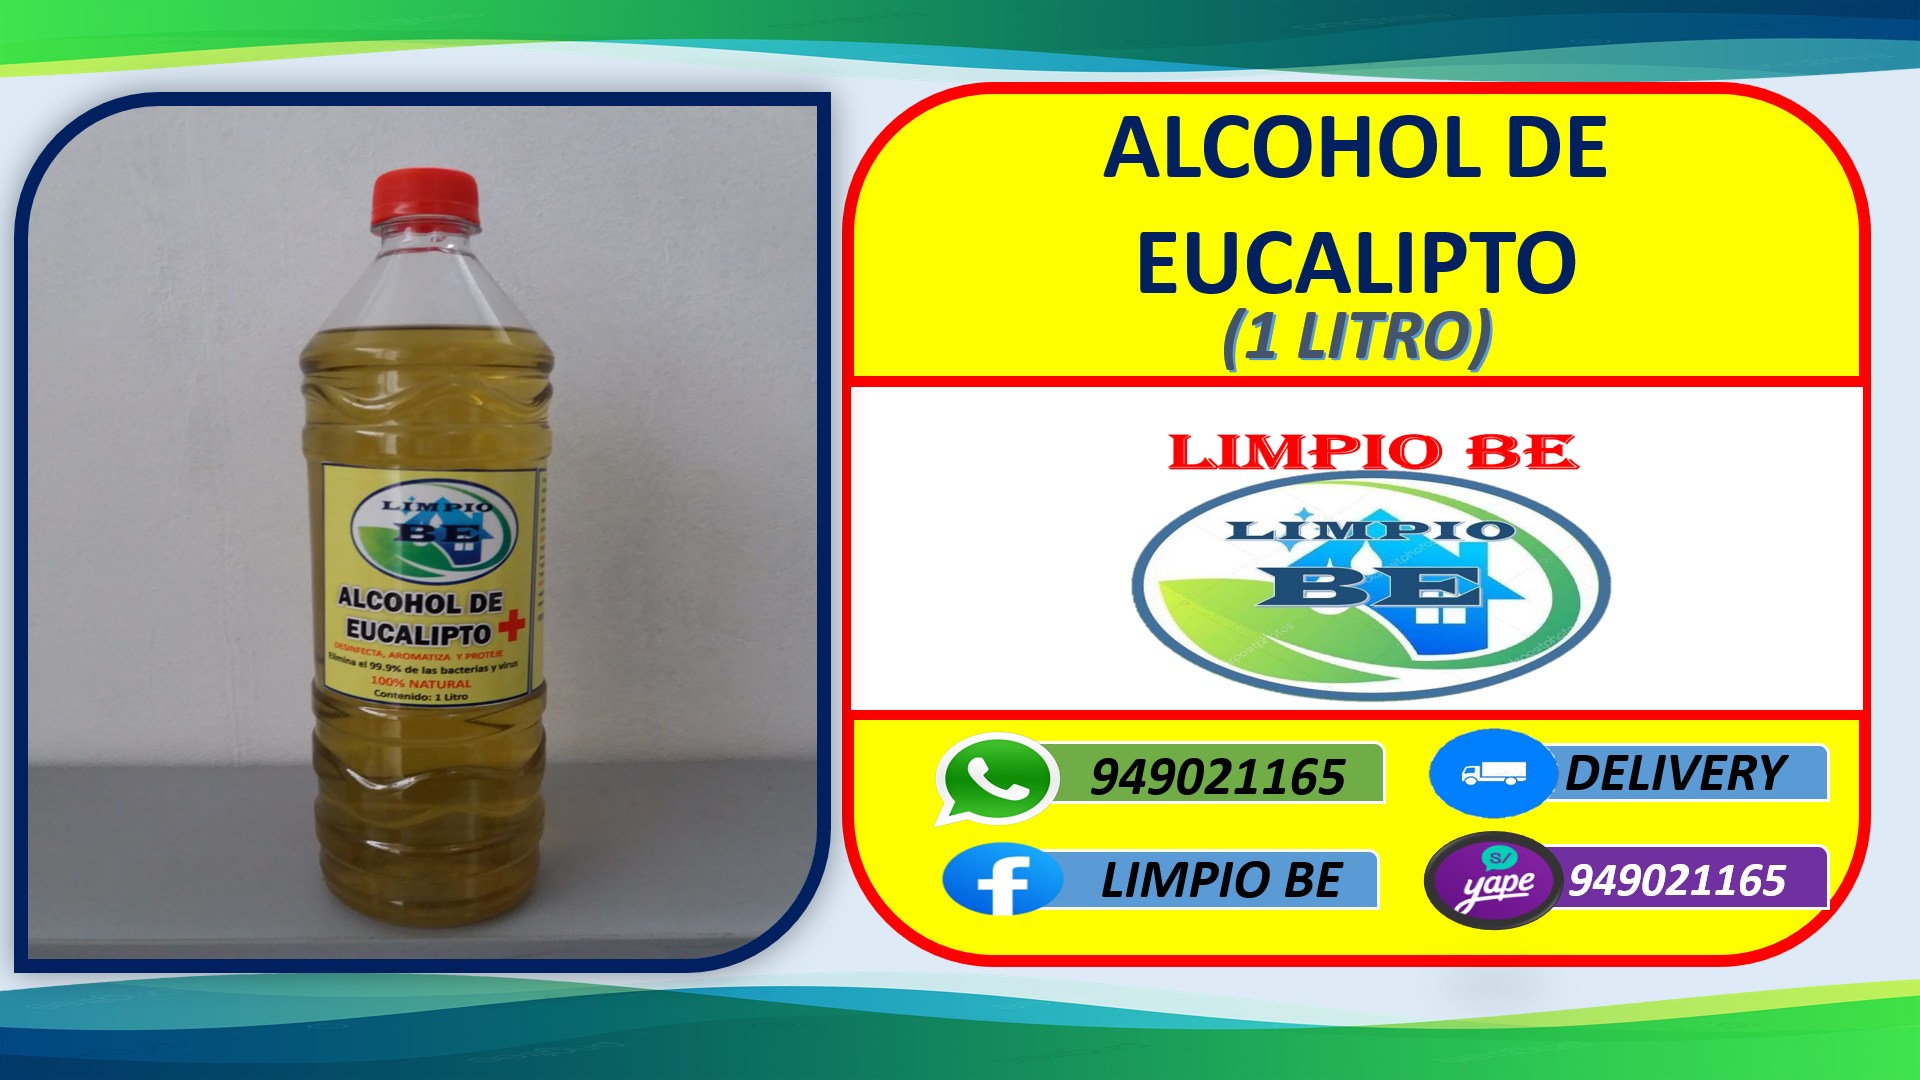 LIMPIO
BE
ALCOHOL DE
EUCALIPTO
DESINFECTA, AROMATIZA Y PROTEJE
Elimina el 99.9% de las bacterias y virus
100% NATURAL
Contenido: 1 Litro
ALCOHOL DE
EUCALIPTO
(1 LITRO)
LIMPIO BE
LIMPIO
BE
949021165
DELIVERY
LIMPIO BE
S/
yape
949021165